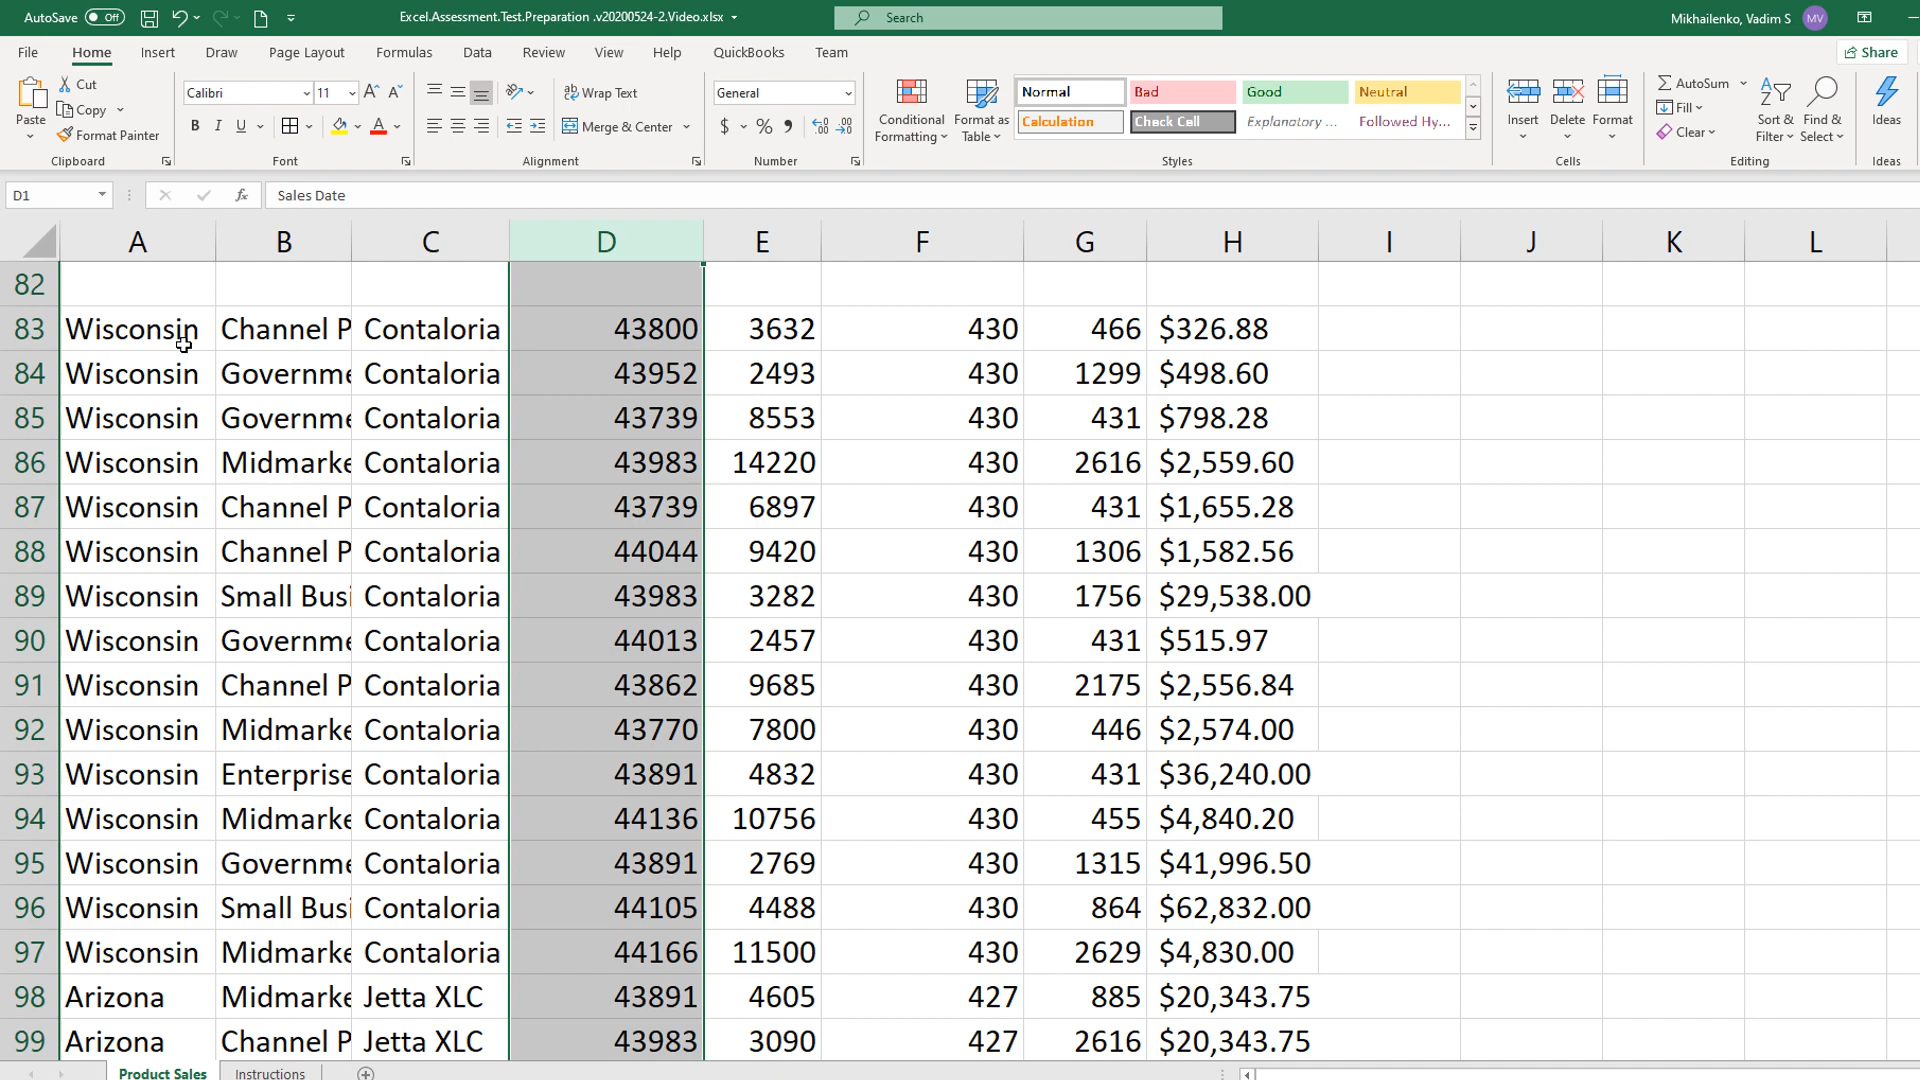 AutoSave Off Excel.Assessment.Test.Preparation .v20200524-2.Video.xlsx Search Mikhailenko, Vadim S MV
File Home Insert Draw Page Layout Formulas Data Review View Help QuickBooks Team Share
Paste Cut Copy Format Painter Clipboard
Calibri 11 A A B I U A Font
ab Wrap Text Merge & Center Alignment
General $ % 9 .00 Number
Conditional Formatting Format as Table Normal Bad Good Neutral Calculation Check Cell Explanatory ... Followed Hy... Styles
Insert Delete Format Cells
AutoSum Fill Clear Sort & Filter Find & Select Editing
Ideas Ideas
D1 fx Sales Date
A B C D E F G H I J K L
82
83 Wisconsin Channel P Contaloria 43800 3632 430 466 $326.88
84 Wisconsin Governme Contaloria 43952 2493 430 1299 $498.60
85 Wisconsin Governme Contaloria 43739 8553 430 431 $798.28
86 Wisconsin Midmarke Contaloria 43983 14220 430 2616 $2,559.60
87 Wisconsin Channel P Contaloria 43739 6897 430 431 $1,655.28
88 Wisconsin Channel P Contaloria 44044 9420 430 1306 $1,582.56
89 Wisconsin Small Busi Contaloria 43983 3282 430 1756 $29,538.00
90 Wisconsin Governme Contaloria 44013 2457 430 431 $515.97
91 Wisconsin Channel P Contaloria 43862 9685 430 2175 $2,556.84
92 Wisconsin Midmarke Contaloria 43770 7800 430 446 $2,574.00
93 Wisconsin Enterprise Contaloria 43891 4832 430 431 $36,240.00
94 Wisconsin Midmarke Contaloria 44136 10756 430 455 $4,840.20
95 Wisconsin Governme Contaloria 43891 2769 430 1315 $41,996.50
96 Wisconsin Small Busi Contaloria 44105 4488 430 864 $62,832.00
97 Wisconsin Midmarke Contaloria 44166 11500 430 2629 $4,830.00
98 Arizona Midmarke Jetta XLC 43891 4605 427 885 $20,343.75
99 Arizona Channel P Jetta XLC 43983 3090 427 2616 $20,343.75
Product Sales Instructions